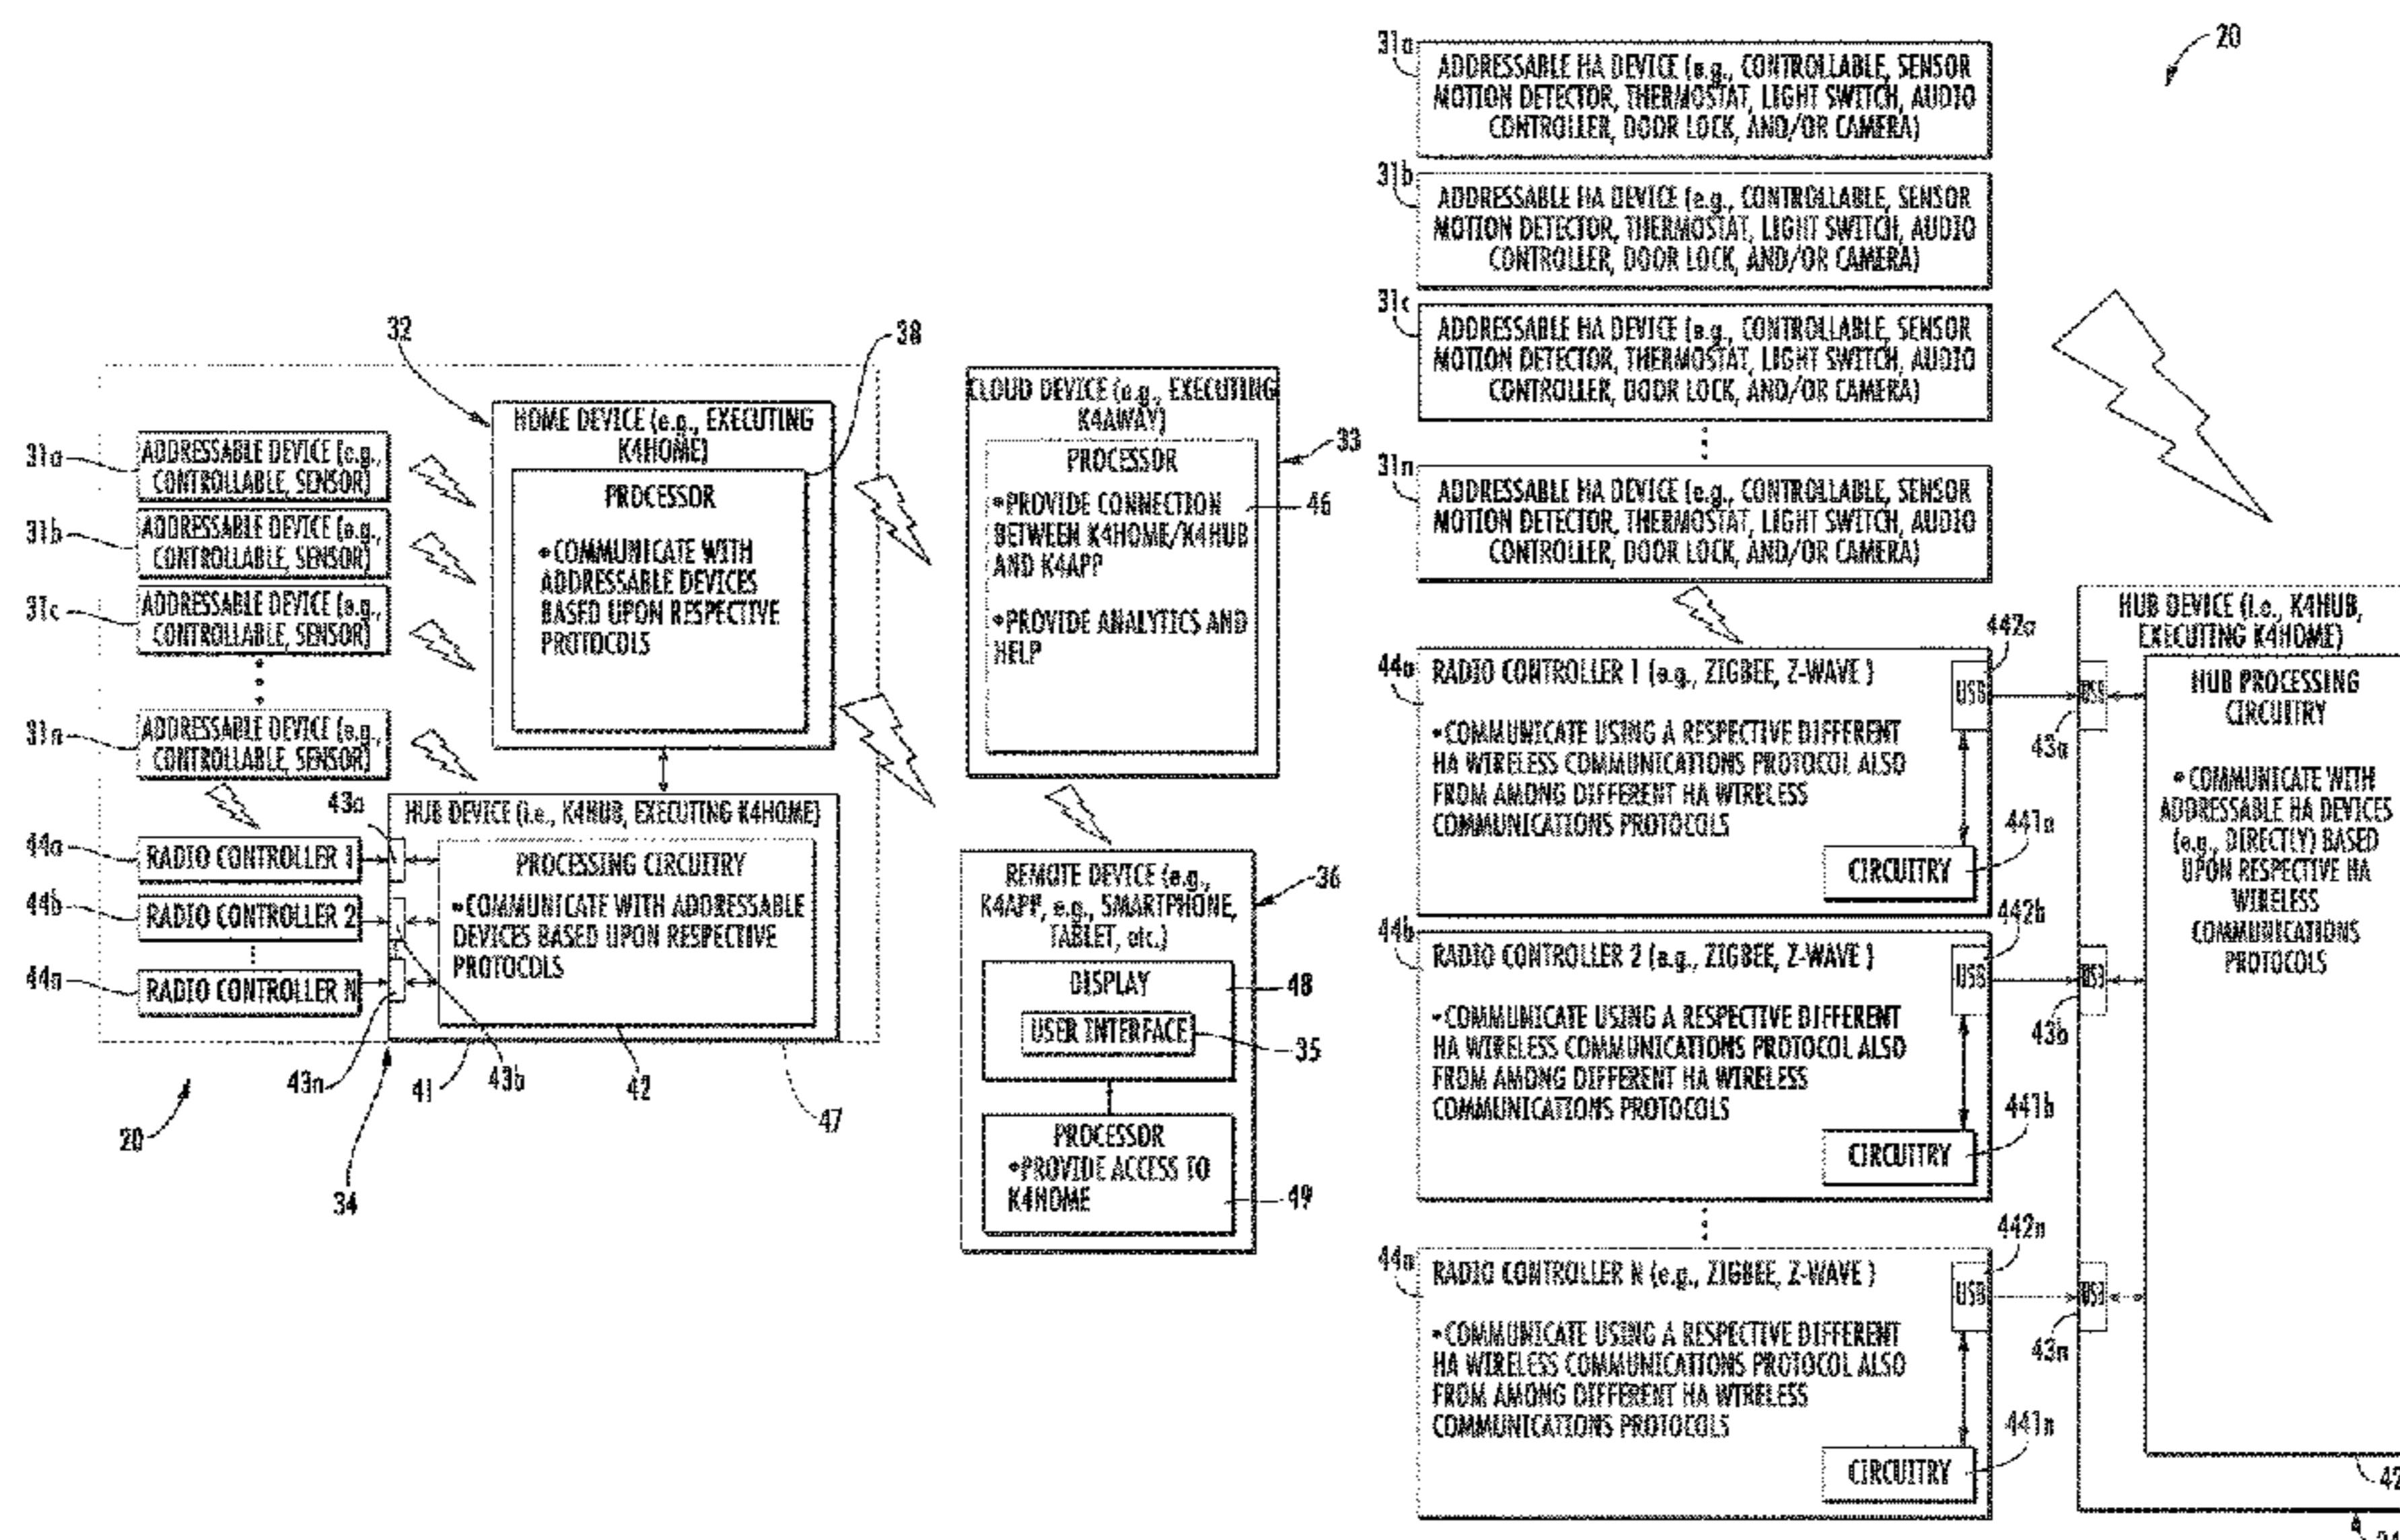 32
38
HOME DEVICE (e.g., EXECUTING
K4HOME)
PROCESSOR
•COMMUNICATE WITH
ADDRESSABLE DEVICES
BASED UPON RESPECTIVE
PROTOCOLS
31a
ADDRESSABLE DEVICE (e.g.,
CONTROLLABLE, SENSOR)
31b
ADDRESSABLE DEVICE (e.g.,
CONTROLLABLE, SENSOR)
31c
ADDRESSABLE DEVICE (e.g.,
CONTROLLABLE, SENSOR)
31n
ADDRESSABLE DEVICE (e.g.,
CONTROLLABLE, SENSOR)
43a
HUB DEVICE (i.e., K4HUB, EXECUTING K4HOME)
44a
RADIO CONTROLLER 1
44b
RADIO CONTROLLER 2
44n
RADIO CONTROLLER N
PROCESSING CIRCUITRY
•COMMUNICATE WITH ADDRESSABLE
DEVICES BASED UPON RESPECTIVE
PROTOCOLS
43n
41
43b
42
47
20
34
CLOUD DEVICE (e.g., EXECUTING
K4AWAY)
33
PROCESSOR
46
•PROVIDE CONNECTION
BETWEEN K4HOME/K4HUB
AND K4APP
•PROVIDE ANALYTICS AND
HELP
REMOTE DEVICE (e.g.,
K4APP, e.g., SMARTPHONE,
TABLET, etc.)
36
DISPLAY
48
USER INTERFACE
35
PROCESSOR
•PROVIDE ACCESS TO
K4HOME
49
20
31a
ADDRESSABLE HA DEVICE (e.g., CONTROLLABLE, SENSOR
MOTION DETECTOR, THERMOSTAT, LIGHT SWITCH, AUDIO
CONTROLLER, DOOR LOCK, AND/OR CAMERA)
31b
ADDRESSABLE HA DEVICE (e.g., CONTROLLABLE, SENSOR
MOTION DETECTOR, THERMOSTAT, LIGHT SWITCH, AUDIO
CONTROLLER, DOOR LOCK, AND/OR CAMERA)
31c
ADDRESSABLE HA DEVICE (e.g., CONTROLLABLE, SENSOR
MOTION DETECTOR, THERMOSTAT, LIGHT SWITCH, AUDIO
CONTROLLER, DOOR LOCK, AND/OR CAMERA)
31n
ADDRESSABLE HA DEVICE (e.g., CONTROLLABLE, SENSOR
MOTION DETECTOR, THERMOSTAT, LIGHT SWITCH, AUDIO
CONTROLLER, DOOR LOCK, AND/OR CAMERA)
44a
RADIO CONTROLLER 1 (e.g., ZIGBEE, Z-WAVE )
442a
USB
•COMMUNICATE USING A RESPECTIVE DIFFERENT
HA WIRELESS COMMUNICATIONS PROTOCOL ALSO
FROM AMONG DIFFERENT HA WIRELESS
COMMUNICATIONS PROTOCOLS
441a
CIRCUITRY
44b
RADIO CONTROLLER 2 (e.g., ZIGBEE, Z-WAVE )
442b
USB
•COMMUNICATE USING A RESPECTIVE DIFFERENT
HA WIRELESS COMMUNICATIONS PROTOCOL ALSO
FROM AMONG DIFFERENT HA WIRELESS
COMMUNICATIONS PROTOCOLS
441b
CIRCUITRY
44n
RADIO CONTROLLER N (e.g., ZIGBEE, Z-WAVE )
442n
USB
•COMMUNICATE USING A RESPECTIVE DIFFERENT
HA WIRELESS COMMUNICATIONS PROTOCOL ALSO
FROM AMONG DIFFERENT HA WIRELESS
COMMUNICATIONS PROTOCOLS
441n
CIRCUITRY
HUB DEVICE (i.e., K4HUB,
EXECUTING K4HOME)
USB
43a
USB
43b
USB
43n
HUB PROCESSING
CIRCUITRY
• COMMUNICATE WITH
ADDRESSABLE HA DEVICES
(e.g., DIRECTLY) BASED
UPON RESPECTIVE HA
WIRELESS
COMMUNICATIONS
PROTOCOLS
42